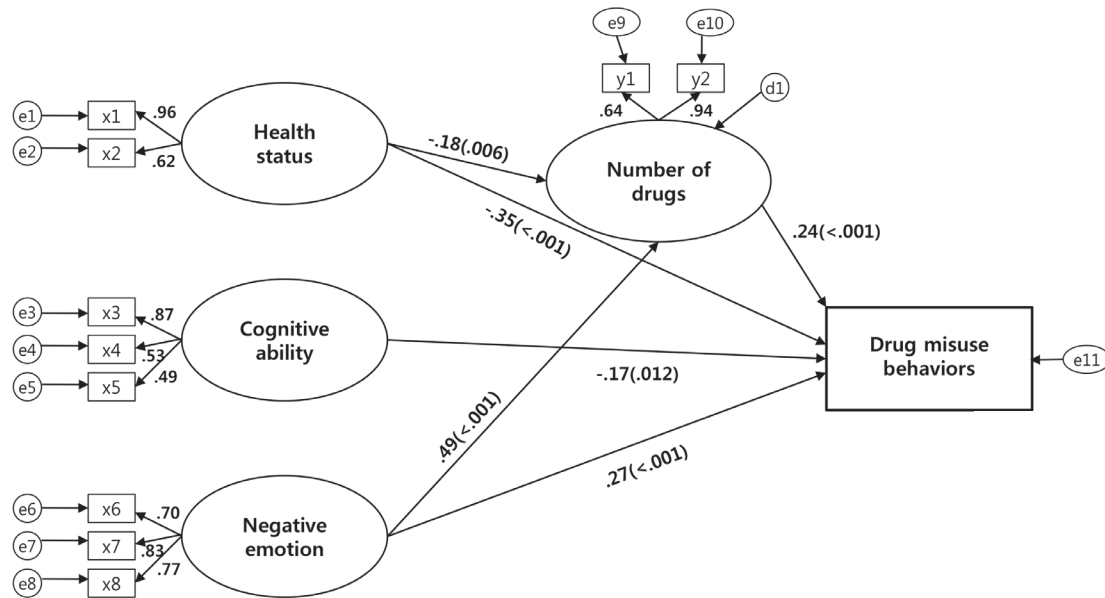 e9
e10
y1
y2
d1
.64
.94
e1
x1
.96
e2
x2
.62
Health
status
-.18(.006)
Number of
drugs
-.35(<.001)
.24(<.001)
e3
x3
.87
e4
x4
.53
e5
x5
.49
Cognitive
ability
-.17(.012)
Drug misuse
behaviors
e11
.49(<.001)
.27(<.001)
e6
x6
.70
e7
x7
.83
e8
x8
.77
Negative
emotion